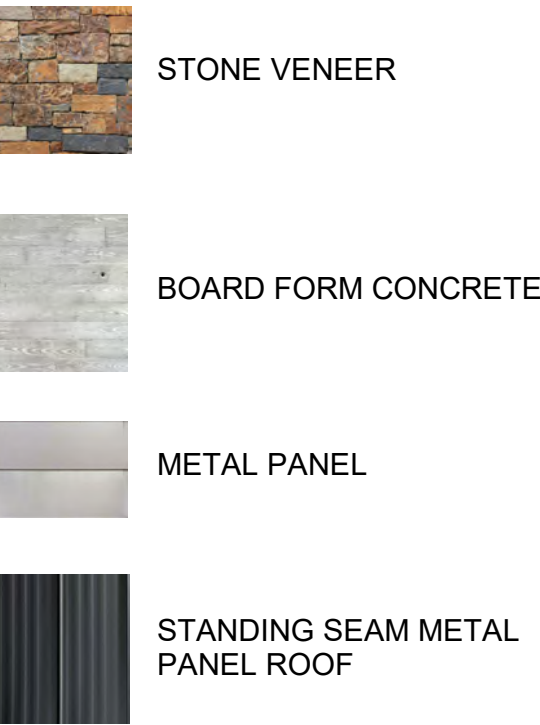 STONE VENEER
BOARD FORM CONCRETE
METAL PANEL
STANDING SEAM METAL
PANEL ROOF